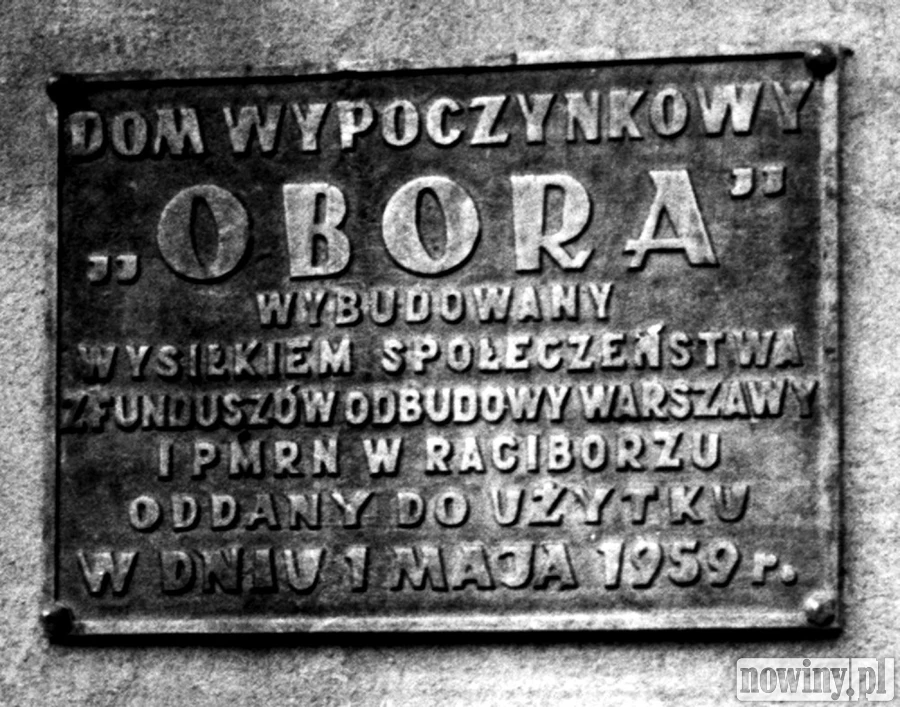 DOM WYPOCZYNKOWY
„OBORA”
WYBUDOWANY
WYSIŁKIEM SPOŁECZEŃSTWA
Z FUNDUSZÓW ODBUDOWY WARSZAWY
I PMRN W RACIBORZU
ODDANY DO UŻYTKU
W DNIU 1 MAJA 1959 r.
nowiny.pl